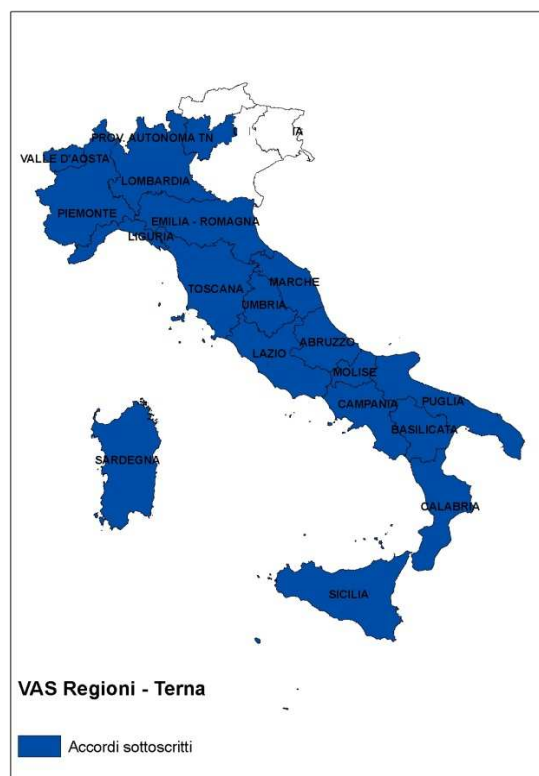 PROV. AUTONOMA TN
VALLE D'AOSTA
LOMBARDIA
PIEMONTE
EMILIA - ROMAGNA
LIGURIA
MARCHE
TOSCANA
UMBRIA
ABRUZZO
LAZIO
MOLISE
PUGLIA
CAMPANIA
BASILICATA
SARDEGNA
CALABRIA
SICILIA
VAS Regioni - Terna
Accordi sottoscritti